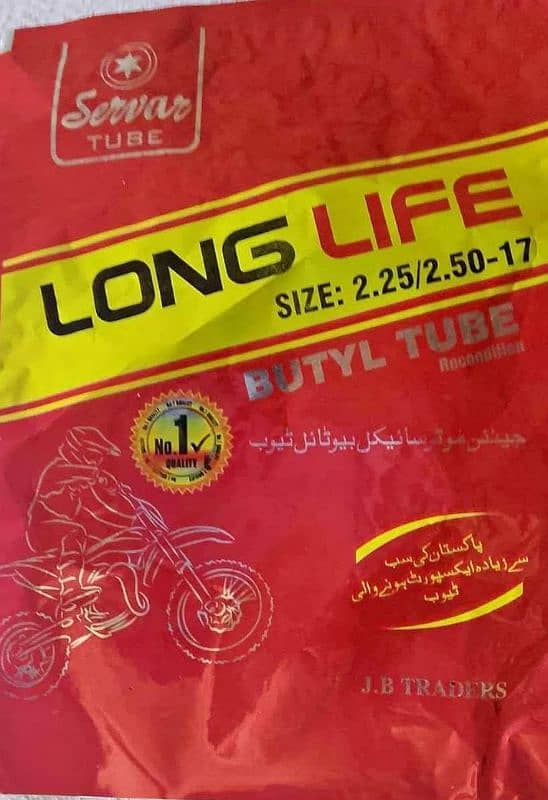 Servar
TUBE
LONG LIFE
SIZE: 2.25/2.50-17
BUTYL TUBE
Recondition
جینئن موٹر سائیکل بیوٹائل ٹیوب
No.1
QUALITY
پاکستان کی سب
سے زیادہ ایکسپورٹ ہونے والی
ٹیوب
J.B TRADERS